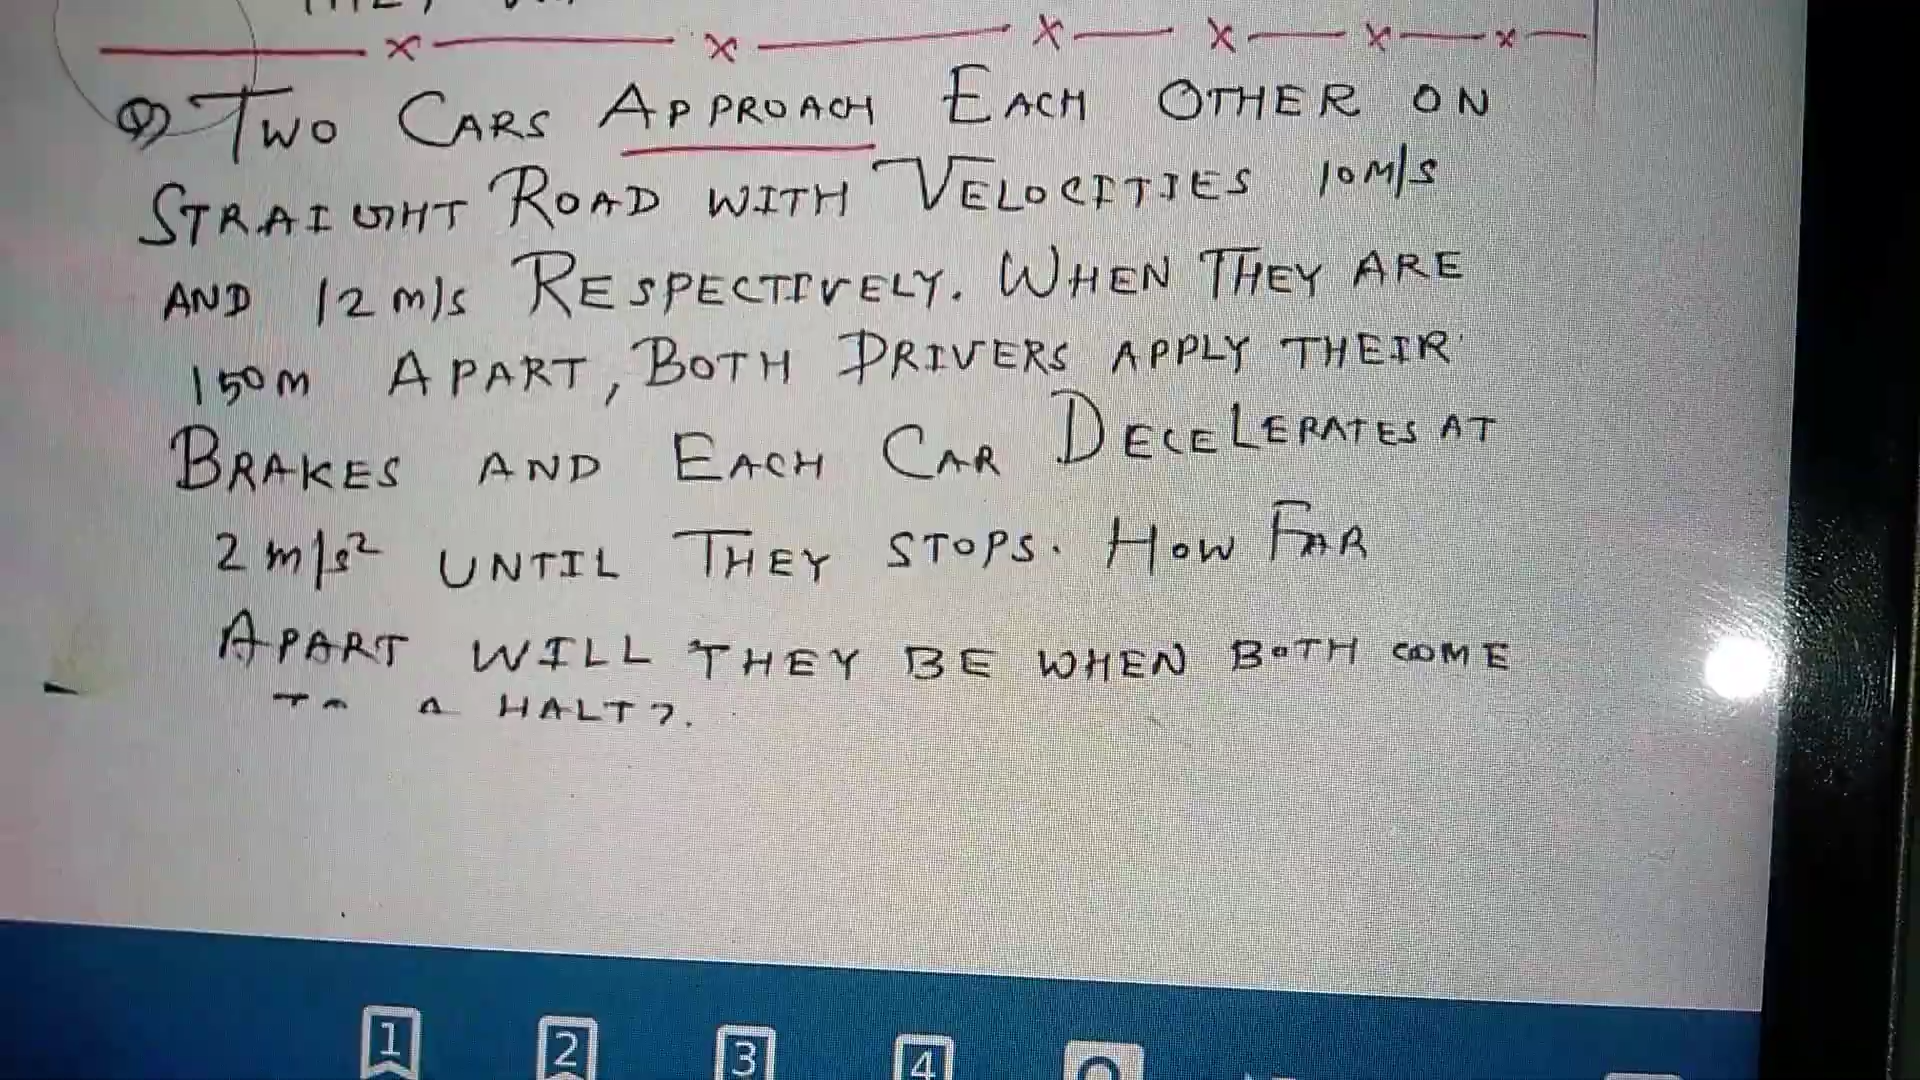 Q) TWO CARS APPROACH EACH OTHER ON
STRAIGHT ROAD WITH VELOCITIES 10M/S
AND 12 m/s RESPECTIVELY. WHEN THEY ARE
150M APART, BOTH DRIVERS APPLY THEIR
BRAKES AND EACH CAR DECELERATES AT
2 m/s² UNTIL THEY STOPS. HOW FAR
APART WILL THEY BE WHEN BOTH COME
TO A HALT?.
1 2 3 4